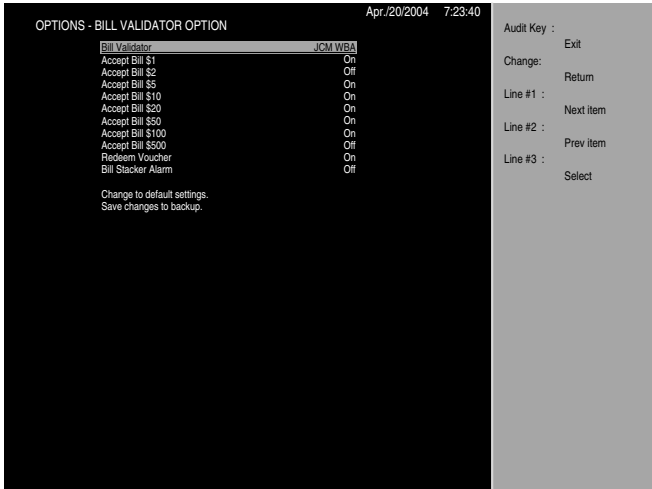 Apr./20/2004 7:23:40
OPTIONS - BILL VALIDATOR OPTION
Bill Validator JCM WBA
Accept Bill $1 On
Accept Bill $2 Off
Accept Bill $5 On
Accept Bill $10 On
Accept Bill $20 On
Accept Bill $50 On
Accept Bill $100 On
Accept Bill $500 Off
Redeem Voucher On
Bill Stacker Alarm Off
Change to default settings.
Save changes to backup.
Audit Key :
Exit
Change:
Return
Line #1 :
Next item
Line #2 :
Prev item
Line #3 :
Select